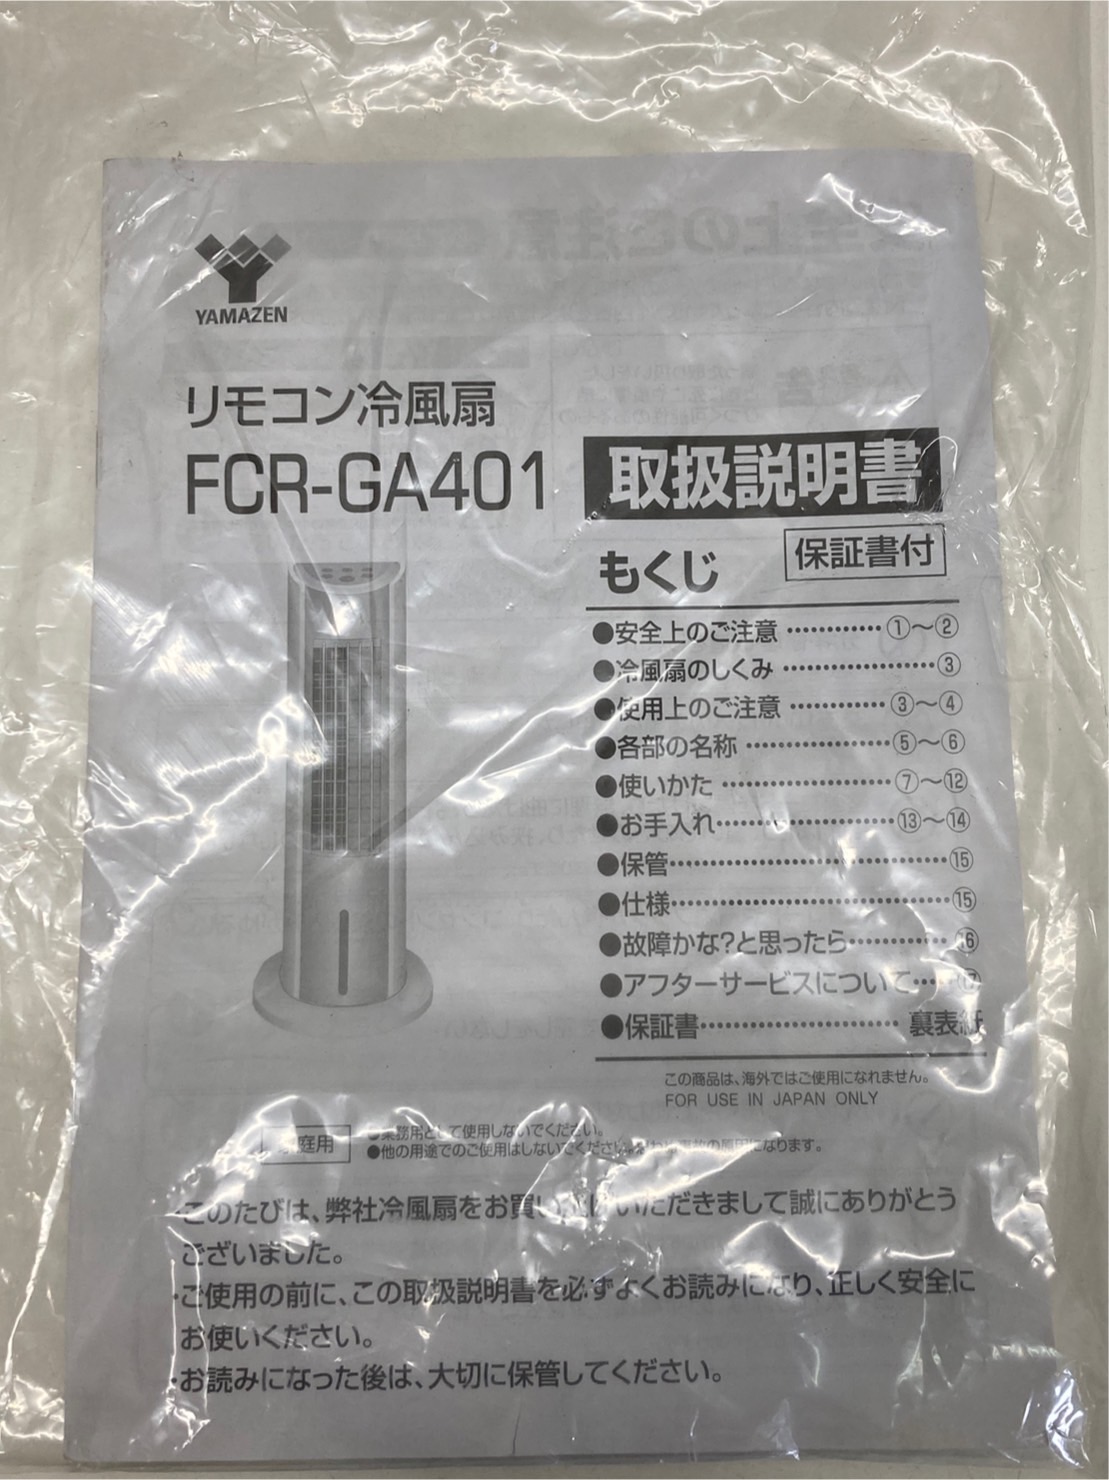 YAMAZEN
リモコン冷風扇
FCR-GA401
取扱説明書
保証書付
もくじ
●安全上のご注意 ············ ①～②
●冷風扇のしくみ ··················· ③
●使用上のご注意 ············ ③～④
●各部の名称 ·················· ⑤～⑥
●使いかた ····················· ⑦～⑫
●お手入れ ······················ ⑬～⑭
●保管 ··································· ⑮
●仕様 ··································· ⑮
●故障かな?と思ったら ············ ⑯
●アフターサービスについて ···
●保証書 ························· 裏表紙
この商品は、海外ではご使用になれません。
FOR USE IN JAPAN ONLY
家庭用
●業務用として使用しないでください。
●他の用途でのご使用はしないでください。 事故の原因になります。
・このたびは、弊社冷風扇をお買い いただきまして誠にありがとう
ございました。
・ご使用の前に、この取扱説明書を必ずよくお読みになり、正しく安全に
お使いください。
・お読みになった後は、大切に保管してください。